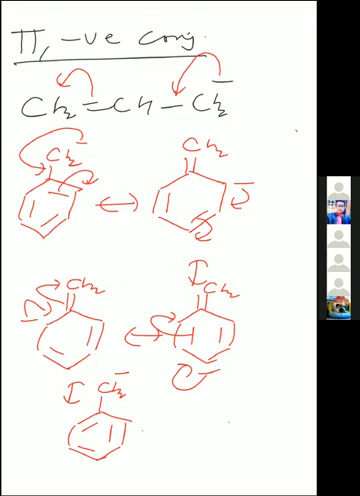 π, -ve conj.
CH₂=CH-CH₂⁻
CH₂⁻
CH₂
CH₂
CH₂
CH₂⁻